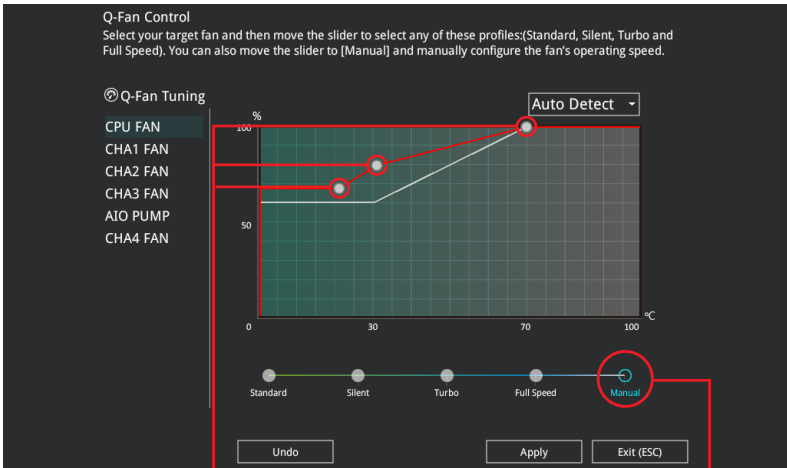 Q-Fan Control
Select your target fan and then move the slider to select any of these profiles:(Standard, Silent, Turbo and
Full Speed). You can also move the slider to [Manual] and manually configure the fan's operating speed.
Q-Fan Tuning
Auto Detect
CPU FAN
CHA1 FAN
CHA2 FAN
CHA3 FAN
AIO PUMP
CHA4 FAN
%
100
50
0 30 70 100
°C
Standard Silent Turbo Full Speed Manual
Undo Apply Exit (ESC)